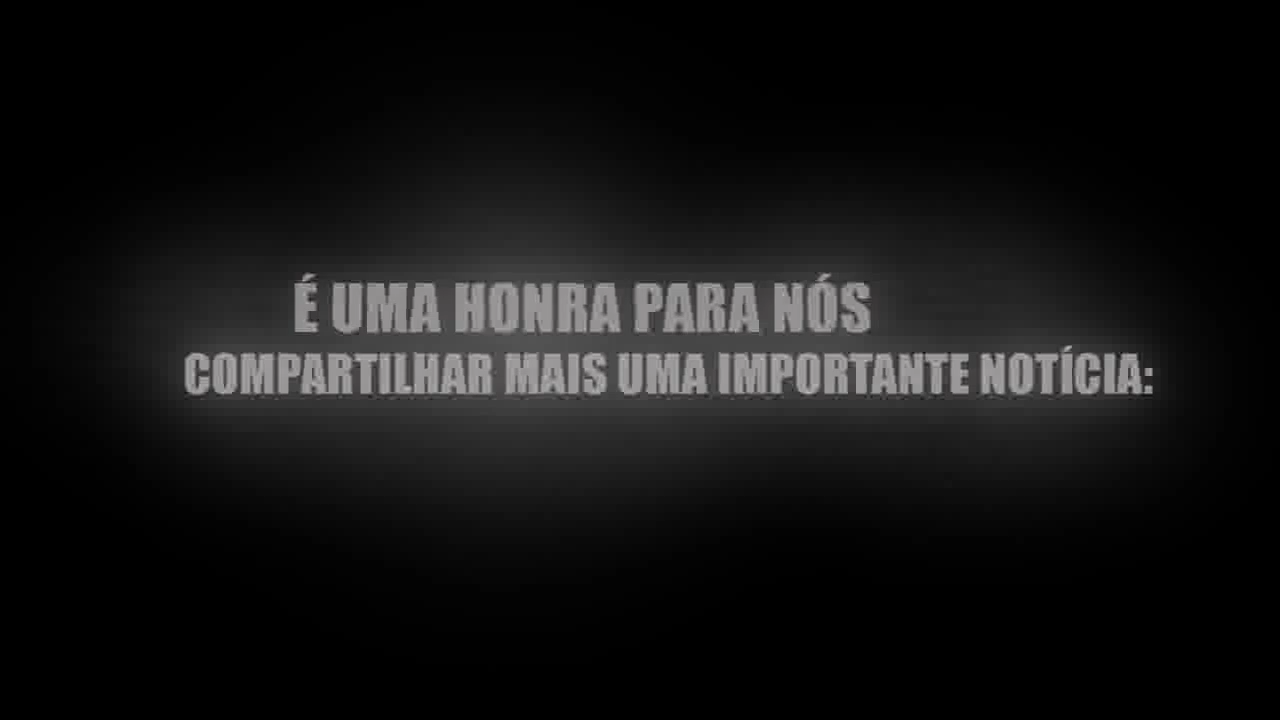 É UMA HONRA PARA NÓS
COMPARTILHAR MAIS UMA IMPORTANTE NOTÍCIA: